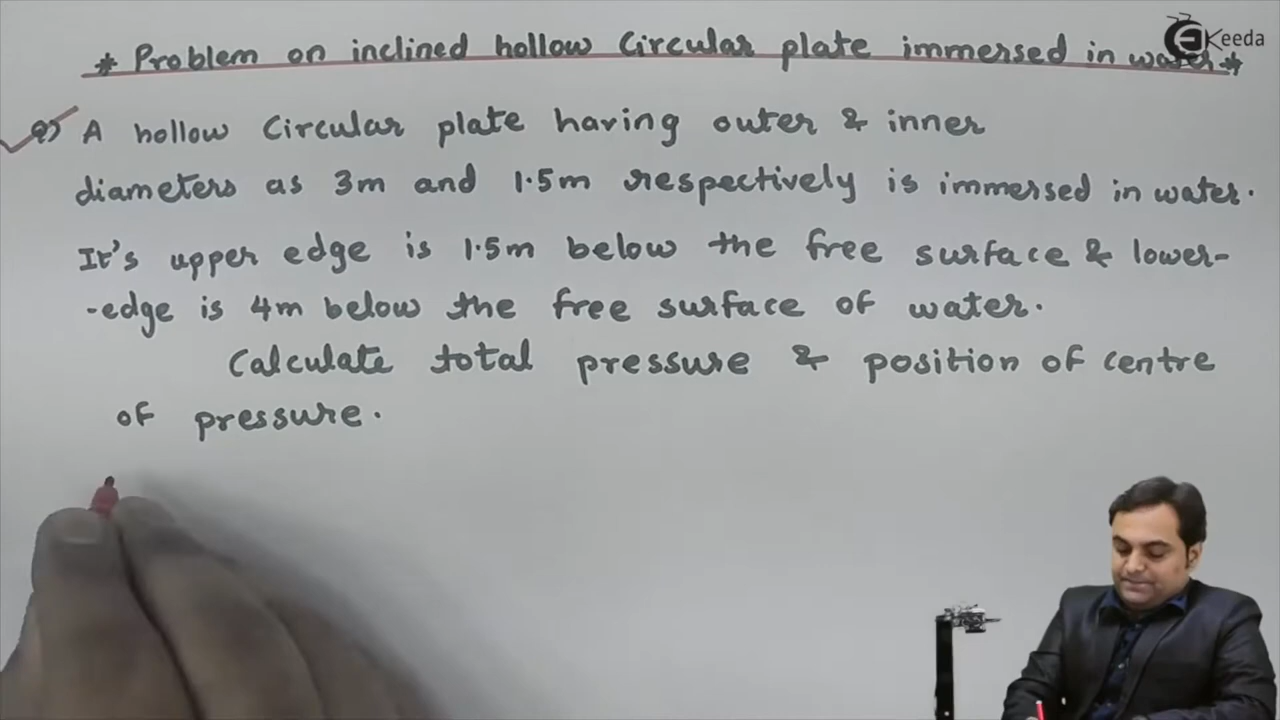 * Problem on inclined hollow Circular plate immersed in water *
Keeda
Q) A hollow Circular plate having outer & inner
diameters as 3m and 1.5m respectively is immersed in water.
It's upper edge is 1.5m below the free surface & lower-
-edge is 4m below the free surface of water.
Calculate total pressure & position of centre
of pressure.